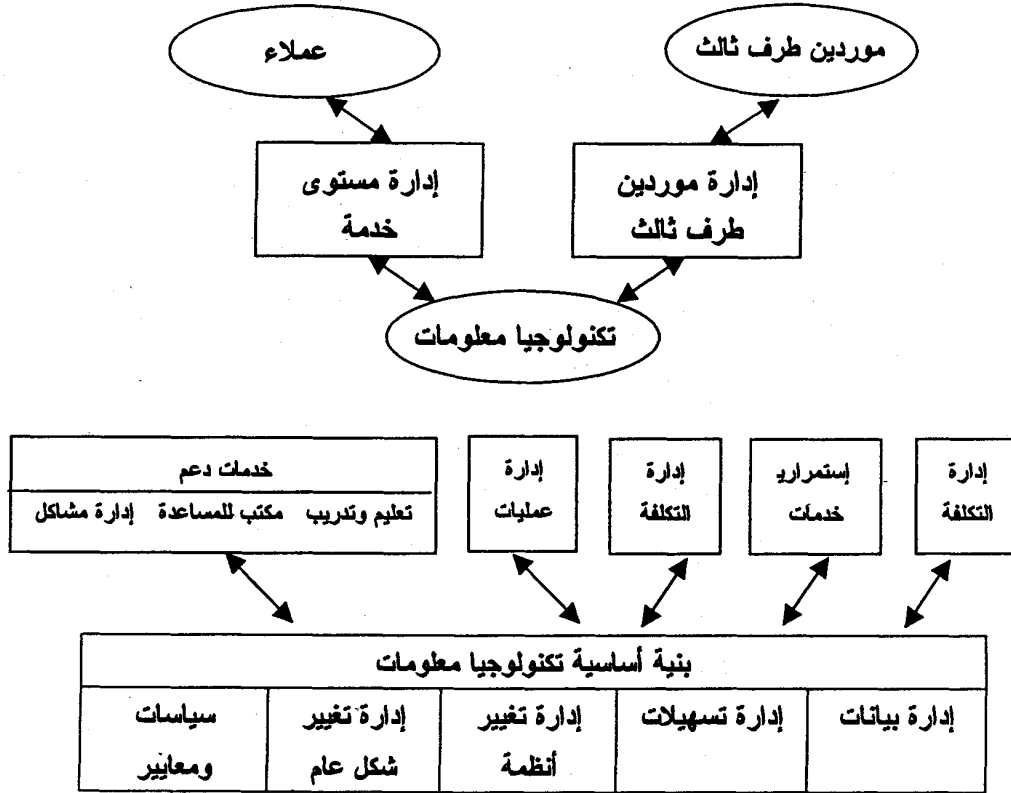 موردين طرف ثالث
عملاء
إدارة موردين
طرف ثالث
إدارة مستوى
خدمة
تكنولوجيا معلومات
إدارة
التكلفة
إستمراريـ
خدمات
إدارة
التكلفة
إدارة
عمليات
خدمات دعم
تعليم وتدريب مكتب للمساعدة إدارة مشاكل
بنية أساسية تكنولوجيا معلومات
إدارة بيانات
إدارة تسهيلات
إدارة تغيير
أنظمة
إدارة تغيير
شكل عام
سياسات
ومعايير